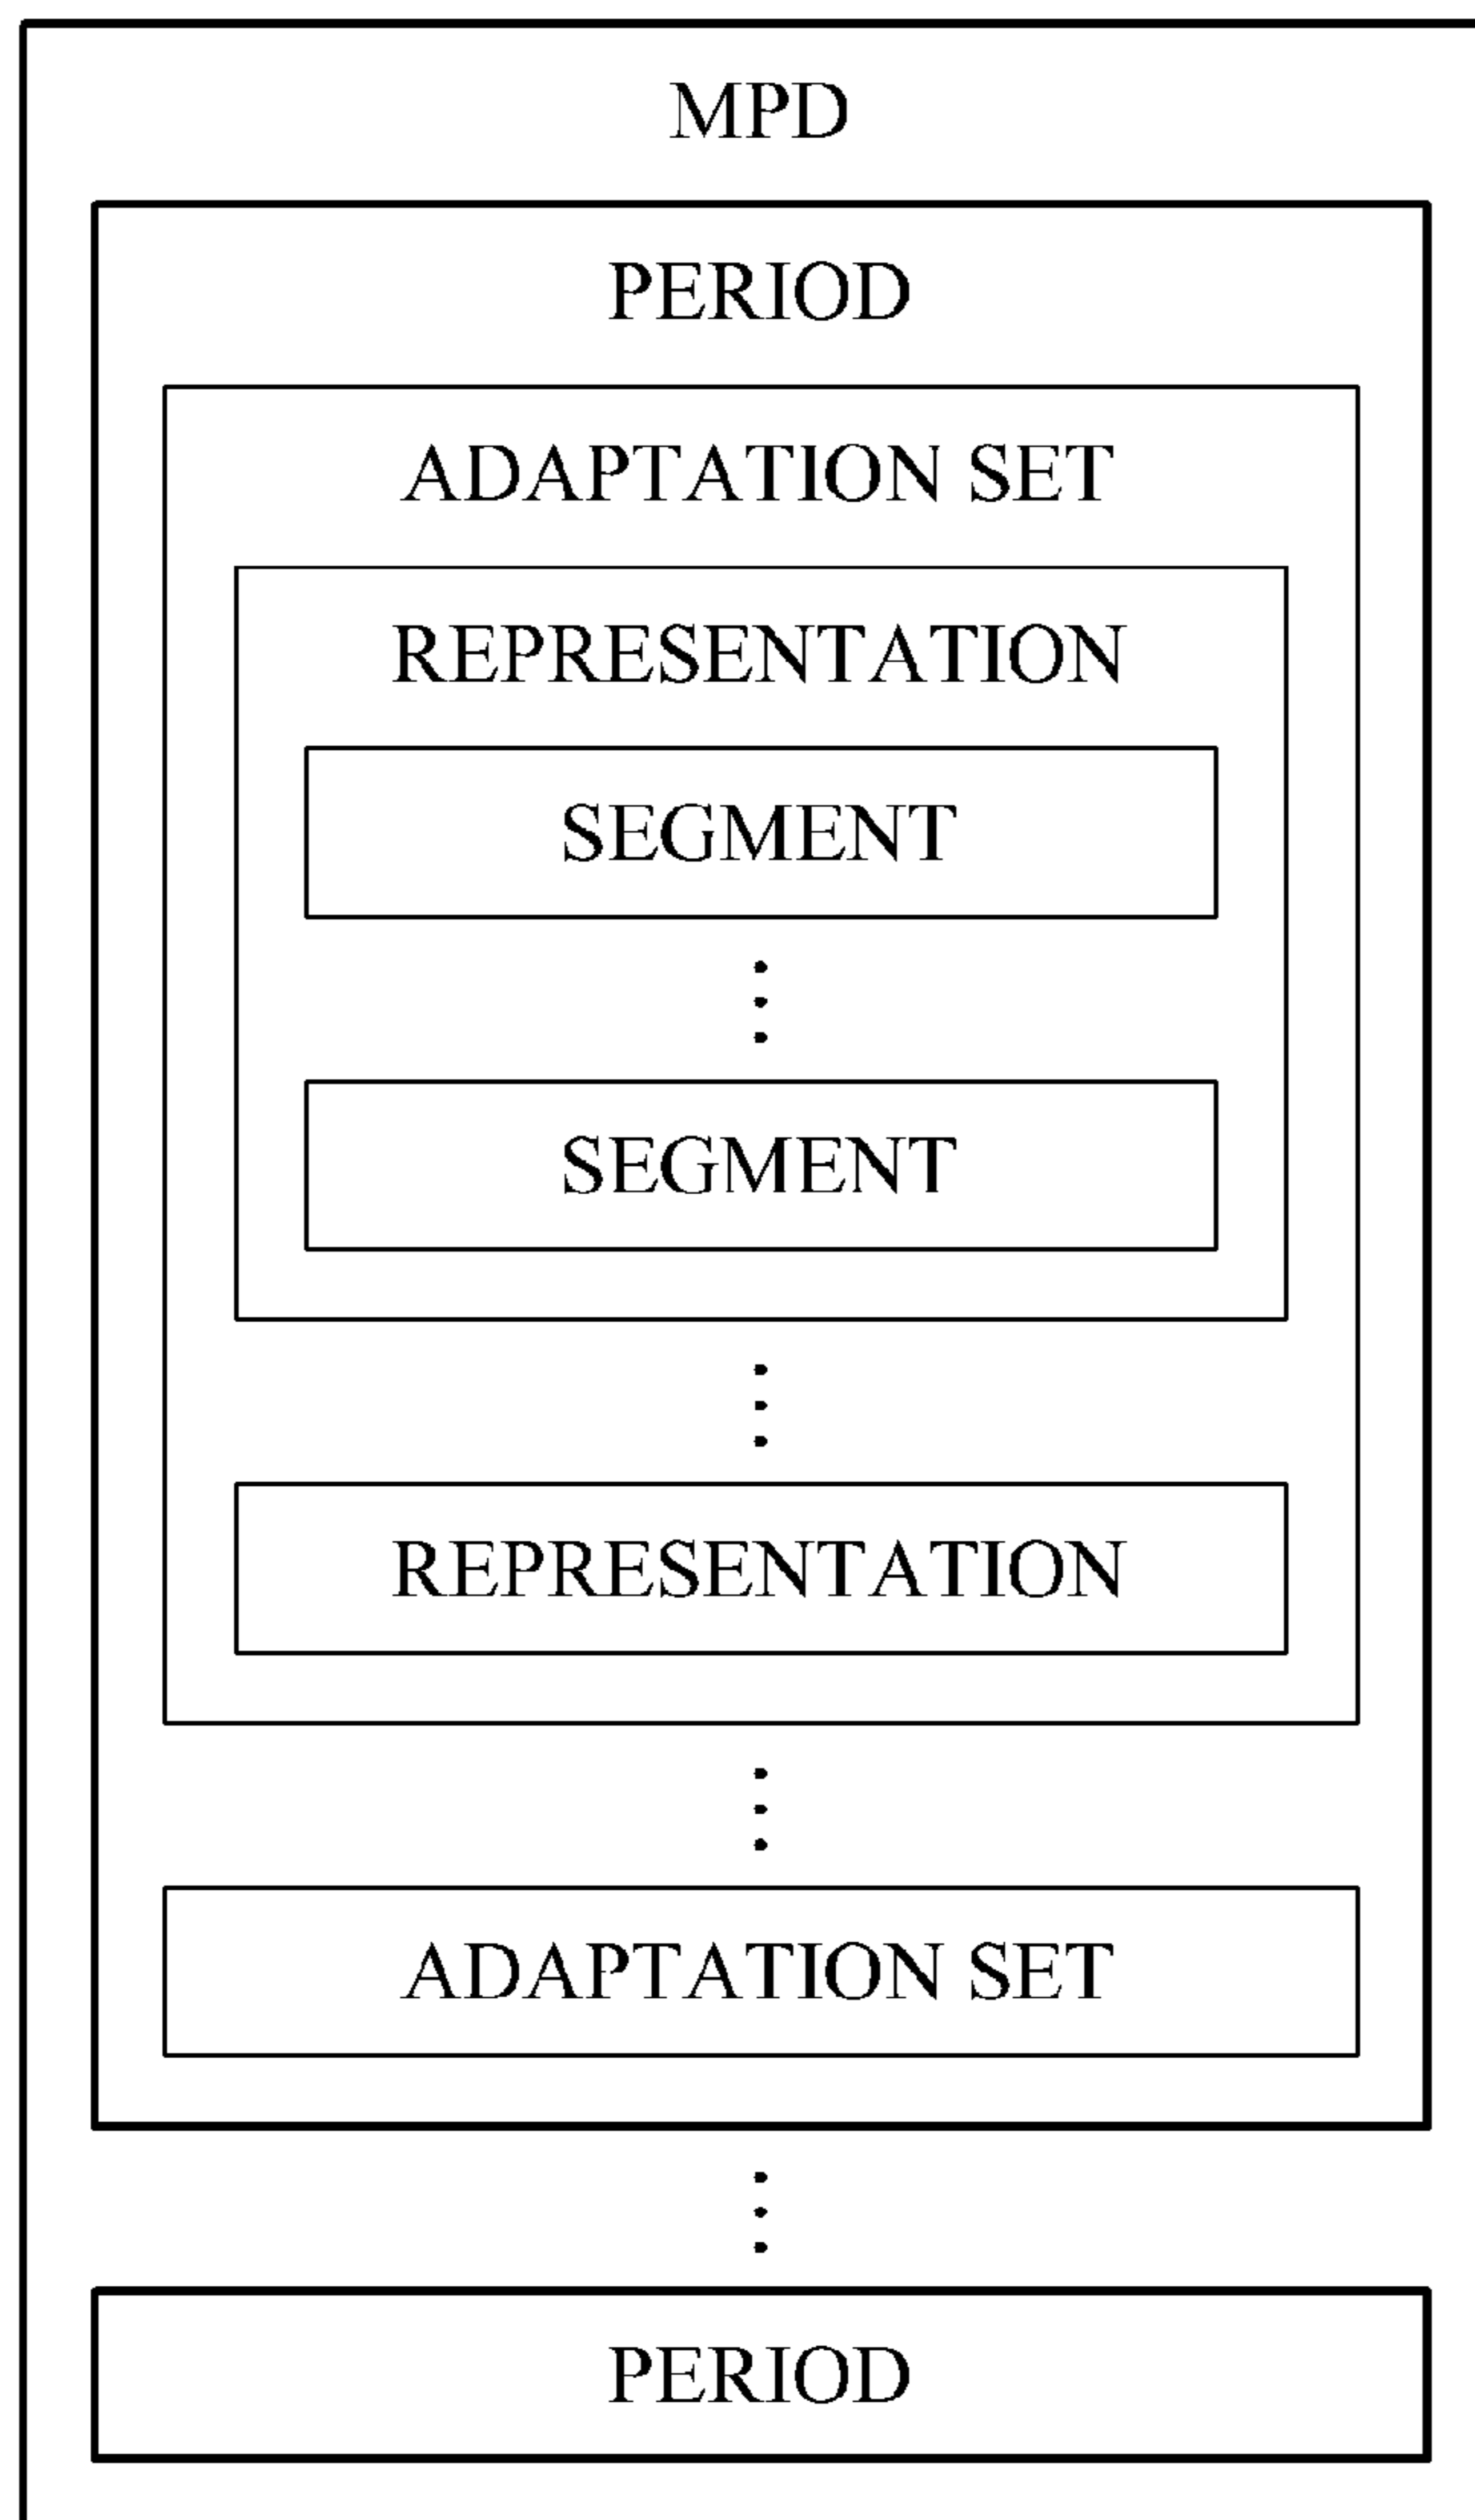 MPD
PERIOD
ADAPTATION SET
REPRESENTATION
SEGMENT
SEGMENT
REPRESENTATION
ADAPTATION SET
PERIOD